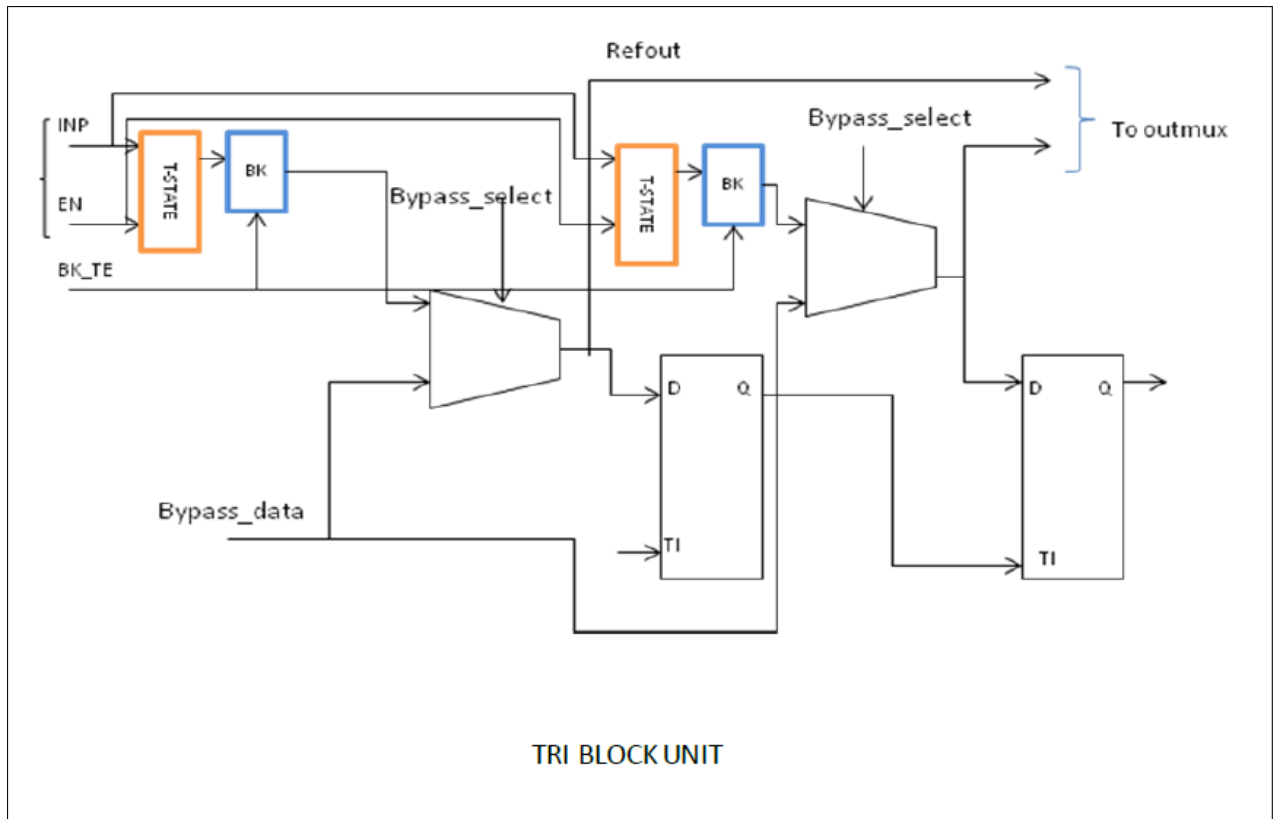 Refout
INP
Bypass_select
To outmux
T-STATE
BK
T-STATE
BK
Bypass_select
EN
BK_TE
D
Q
D
Q
Bypass_data
TI
TI
TRI BLOCK UNIT